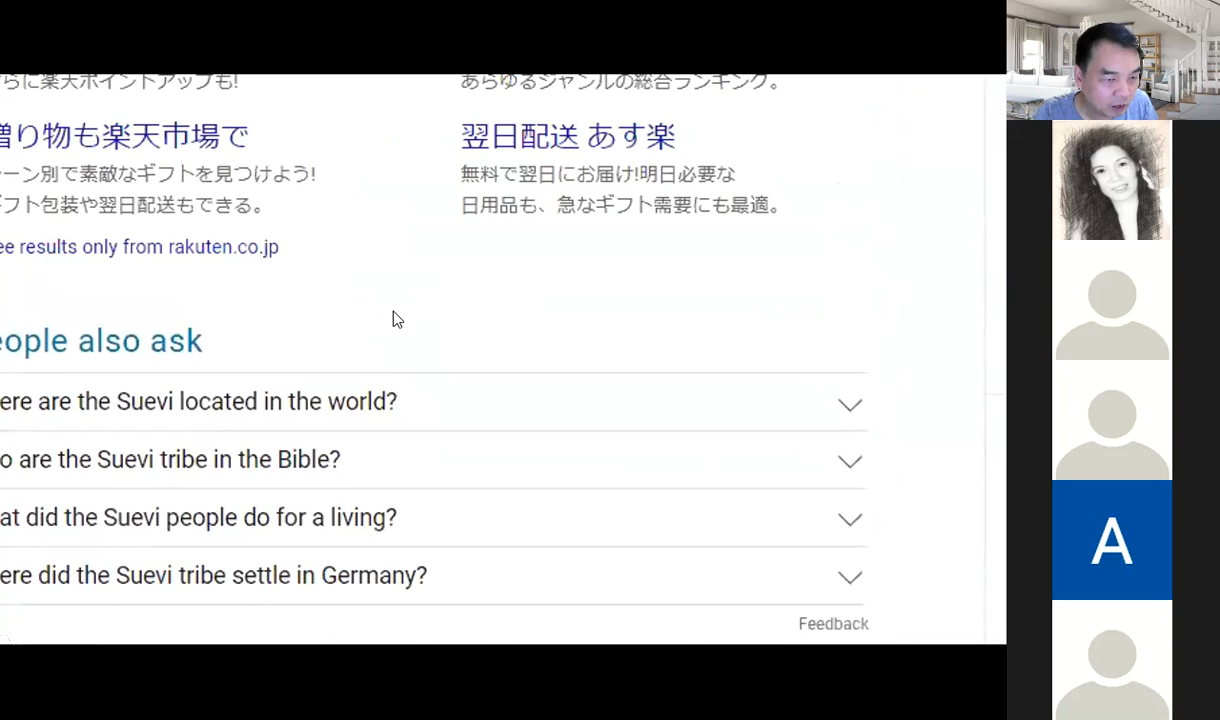 らに楽天ポイントアップも!
あらゆるジャンルの総合ランキング。
贈り物も楽天市場で
翌日配送 あす楽
ーン別で素敵なギフトを見つけよう!
無料で翌日にお届け!明日必要な
フト包装や翌日配送もできる。
日用品も、急なギフト需要にも最適。
ee results only from rakuten.co.jp
eople also ask
ere are the Suevi located in the world?
o are the Suevi tribe in the Bible?
at did the Suevi people do for a living?
ere did the Suevi tribe settle in Germany?
Feedback
A